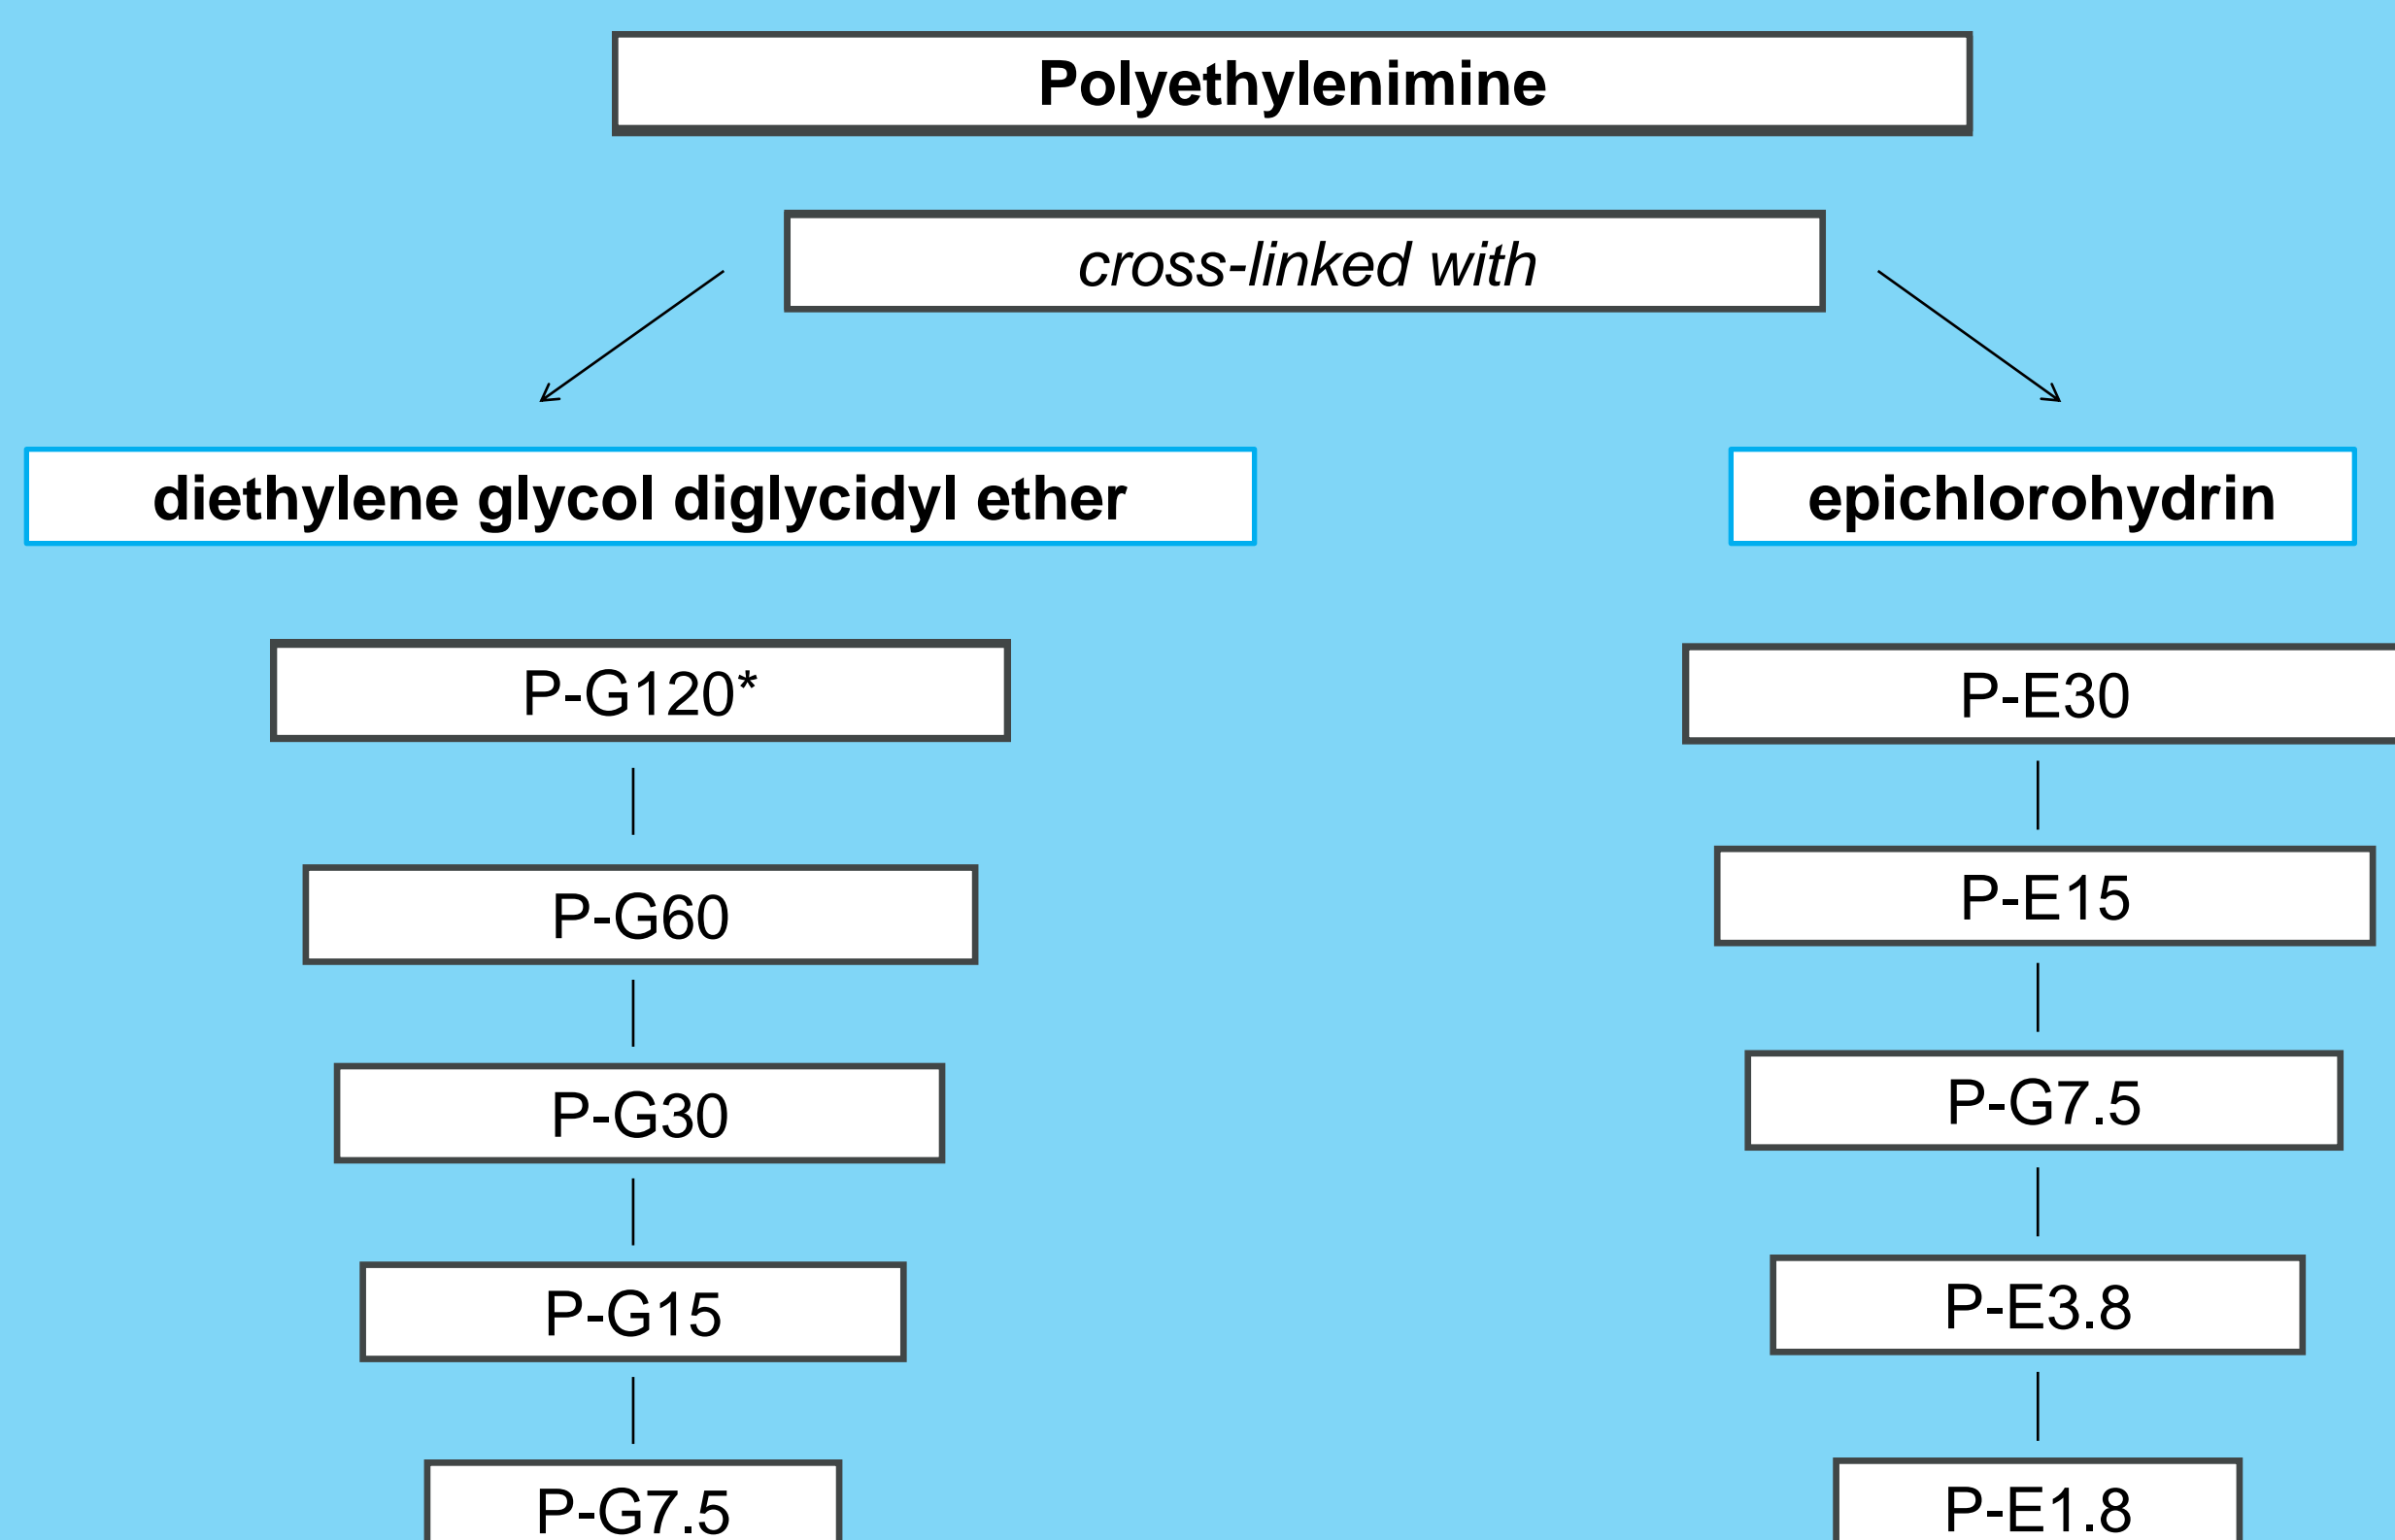 Polyethylenimine
cross-linked with
diethylene glycol diglycidyl ether
epichlorohydrin
P-G120*
P-E30
P-G60
P-E15
P-G30
P-G7.5
P-G15
P-E3.8
P-G7.5
P-E1.8